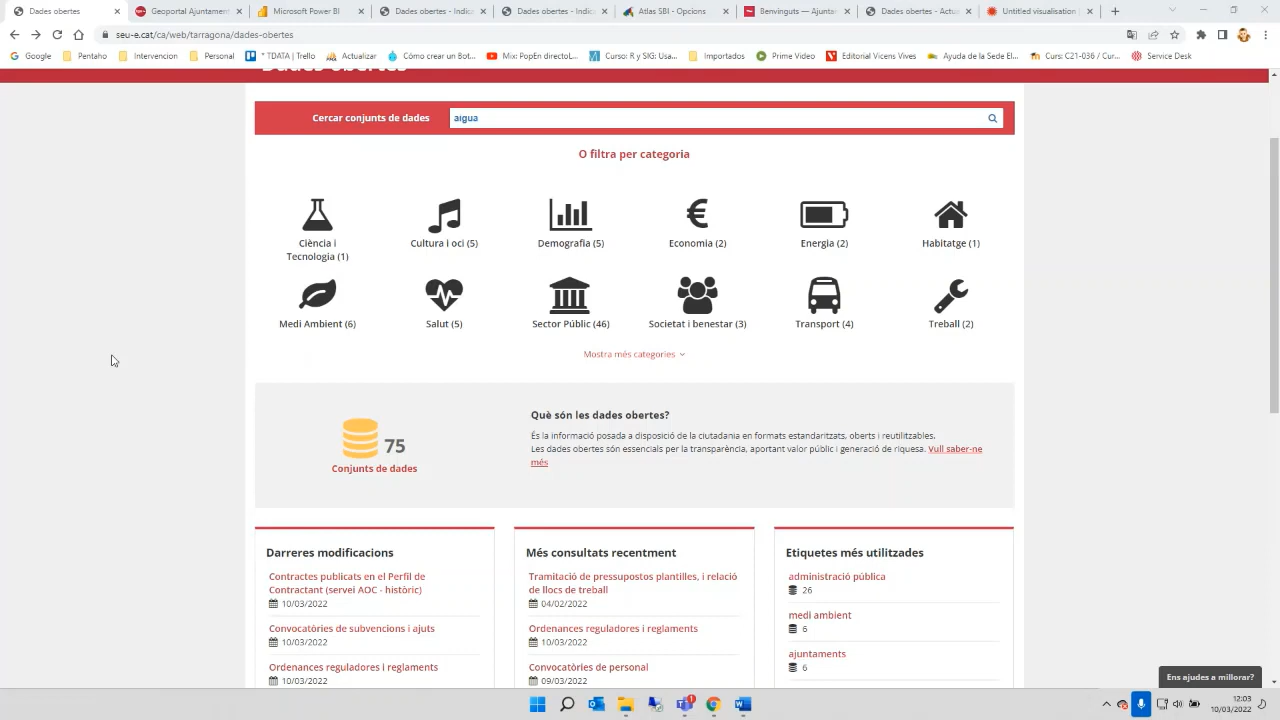 Dades obertes
Geoportal Ajuntament
Microsoft Power BI
Dades obertes - Indic
Dades obertes - Indic
Atlas SBI - Opcions
Benvinguts — Ajunta
Dades obertes - Actu
Untitled visualisation |
seu-e.cat/ca/web/tarragona/dades-obertes
Google
Pentaho
Intervencion
Personal
* TDATA | Trello
Actualizar
Cómo crear un Bot...
Mix: PopEn directoL...
Curso: R y SIG: Usa...
Importados
Prime Video
Editorial Vicens Vives
Ayuda de la Sede El...
Curs: C21-036 / Cur...
Service Desk
Dades obertes
Cercar conjunts de dades
aigua
O filtra per categoria
Ciència i
Tecnologia (1)
Cultura i oci (5)
Demografia (5)
Economia (2)
Energia (2)
Habitatge (1)
Medi Ambient (6)
Salut (5)
Sector Públic (46)
Societat i benestar (3)
Transport (4)
Treball (2)
Mostra més categories
75
Conjunts de dades
Què són les dades obertes?
És la informació posada a disposició de la ciutadania en formats estandaritzats, oberts i reutilitzables.
Les dades obertes són essencials per la transparència, aportant valor públic i generació de riquesa. Vull saber-ne
més
Darreres modificacions
Contractes publicats en el Perfil de
Contractant (servei AOC - històric)
10/03/2022
Convocatòries de subvencions i ajuts
10/03/2022
Ordenances reguladores i reglaments
10/03/2022
Més consultats recentment
Tramitació de pressupostos plantilles, i relació
de llocs de treball
04/02/2022
Ordenances reguladores i reglaments
10/03/2022
Convocatòries de personal
09/03/2022
Etiquetes més utilitzades
administració pública
26
medi ambient
6
ajuntaments
6
Ens ajudes a millorar?
1
12:03
10/03/2022